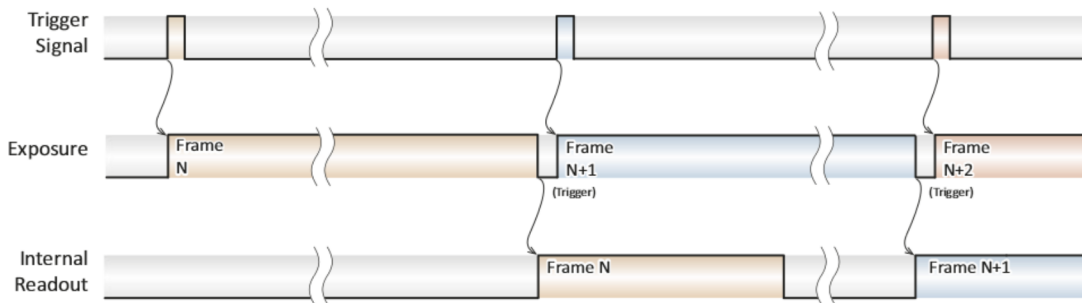 Trigger
Signal
Exposure
Frame
N
Frame
N+1
(Trigger)
Frame
N+2
(Trigger)
Internal
Readout
Frame N
Frame N+1